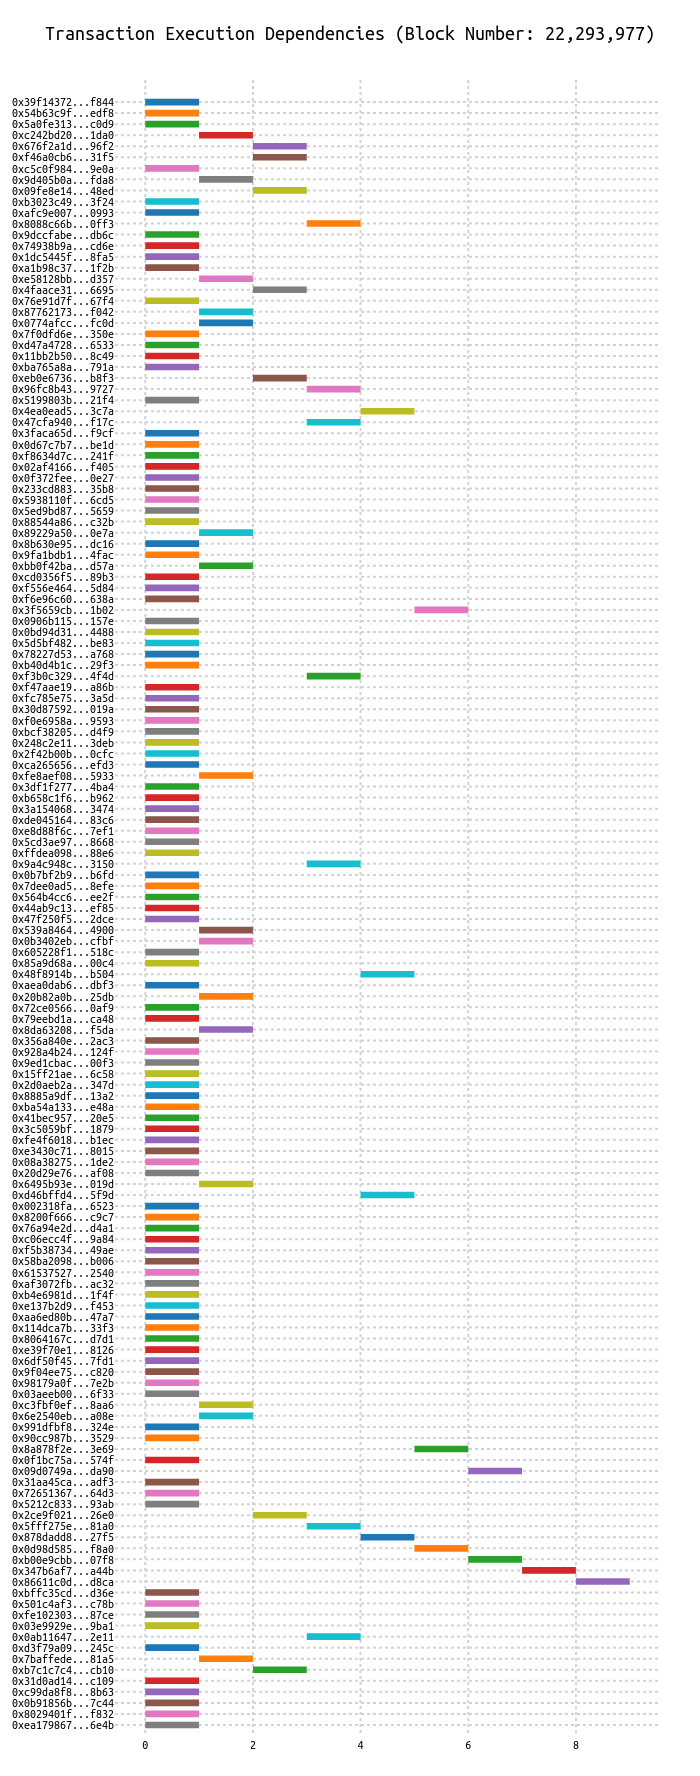 Transaction Execution Dependencies (Block Number: 22,293,977)
0x39f14372...f844
0x54b63c9f...edf8
0x5a0fe313...c0d9
0xc242bd20...1da0
0x676f2a1d...96f2
0xf46a0cb6...31f5
0xc5c0f984...9e0a
0x9d405b0a...fda8
0x09fe8e14...48ed
0xb3023c49...3f24
0xafc9e007...0993
0x8088c66b...0ff3
0x9dccfabe...db6c
0x74938b9a...cd6e
0x1dc5445f...8fa5
0xa1b98c37...1f2b
0xe58128bb...d357
0x4faace31...6695
0x76e91d7f...67f4
0x87762173...f042
0x0774afcc...fc0d
0x7f0dfd6e...350e
0xd47a4728...6533
0x11bb2b50...8c49
0xba765a8a...791a
0xeb0e6736...b8f3
0x96fc8b43...9727
0x5199803b...21f4
0x4ea0ead5...3c7a
0x47cfa940...f17c
0x3faca65d...f9cf
0x0d67c7b7...be1d
0xf8634d7c...241f
0x02af4166...f405
0x0f372fee...0e27
0x233cd883...35b8
0x5938110f...6cd5
0x5ed9bd87...5659
0x88544a86...c32b
0x89229a50...0e7a
0x8b630e95...dc16
0x9fa1bdb1...4fac
0xbb0f42ba...d57a
0xcd0356f5...89b3
0xf556e464...5d84
0xf6e96c60...638a
0x3f5659cb...1b02
0x0906b115...157e
0x0bd94d31...4488
0x5d5bf482...be83
0x78227d53...a768
0xb40d4b1c...29f3
0xf3b0c329...4f4d
0xf47aae19...a86b
0xfc785e75...3a5d
0x30d87592...019a
0xf0e6958a...9593
0xbcf38205...d4f9
0x248c2e11...3deb
0x2f42b00b...0cfc
0xca265656...efd3
0xfe8aef08...5933
0x3df1f277...4ba4
0xb658c1f6...b962
0x3a154068...3474
0xde045164...83c6
0xe8d88f6c...7ef1
0x5cd3ae97...8668
0xffdea098...88e6
0x9a4c948c...3150
0x0b7bf2b9...b6fd
0x7dee0ad5...8efe
0x564b4cc6...ee2f
0x44ab9c13...ef85
0x47f250f5...2dce
0x539a8464...4900
0x0b3402eb...cfbf
0x605228f1...518c
0x85a9d68a...00c4
0x48f8914b...b504
0xaea0dab6...dbf3
0x20b82a0b...25db
0x72ce0566...0af9
0x79eebd1a...ca48
0x8da63208...f5da
0x356a840e...2ac3
0x928a4b24...124f
0x9ed1cbac...00f3
0x15ff21ae...6c58
0x2d0aeb2a...347d
0x8885a9df...13a2
0xba54a133...e48a
0x41bec957...20e5
0x3c5059bf...1879
0xfe4f6018...b1ec
0xe3430c71...8015
0x08a38275...1de2
0x20d29e76...af08
0x6495b93e...019d
0xd46bffd4...5f9d
0x002318fa...6523
0x8200f666...c9c7
0x76a94e2d...d4a1
0xc06ecc4f...9a84
0xf5b38734...49ae
0x58ba2098...b006
0x61537527...2540
0xaf3072fb...ac32
0xb4e6981d...1f4f
0xe137b2d9...f453
0xaa6ed80b...47a7
0x114dca7b...33f3
0x8064167c...d7d1
0xe39f70e1...8126
0x6df50f45...7fd1
0x9f04ee75...c820
0x98179a0f...7e2b
0x03aeeb00...6f33
0xc3fbf0ef...8aa6
0x6e2540eb...a08e
0x991dfbf8...324e
0x90cc987b...3529
0x8a878f2e...3e69
0x0f1bc75a...574f
0x09d0749a...da90
0x31aa45ca...adf3
0x72651367...64d3
0x5212c833...93ab
0x2ce9f021...26e0
0x5fff275e...81a0
0x878dadd8...27f5
0x0d98d585...f8a0
0xb00e9cbb...07f8
0x347b6af7...a44b
0x86611c0d...d8ca
0xbffc35cd...d36e
0x501c4af3...c78b
0xfe102303...87ce
0x03e9929e...9ba1
0x0ab11647...2e11
0xd3f79a09...245c
0x7baffede...81a5
0xb7c1c7c4...cb10
0x31d0ad14...c109
0xc99da8f8...8b63
0x0b91856b...7c44
0x8029401f...f832
0xea179867...6e4b
0 2 4 6 8